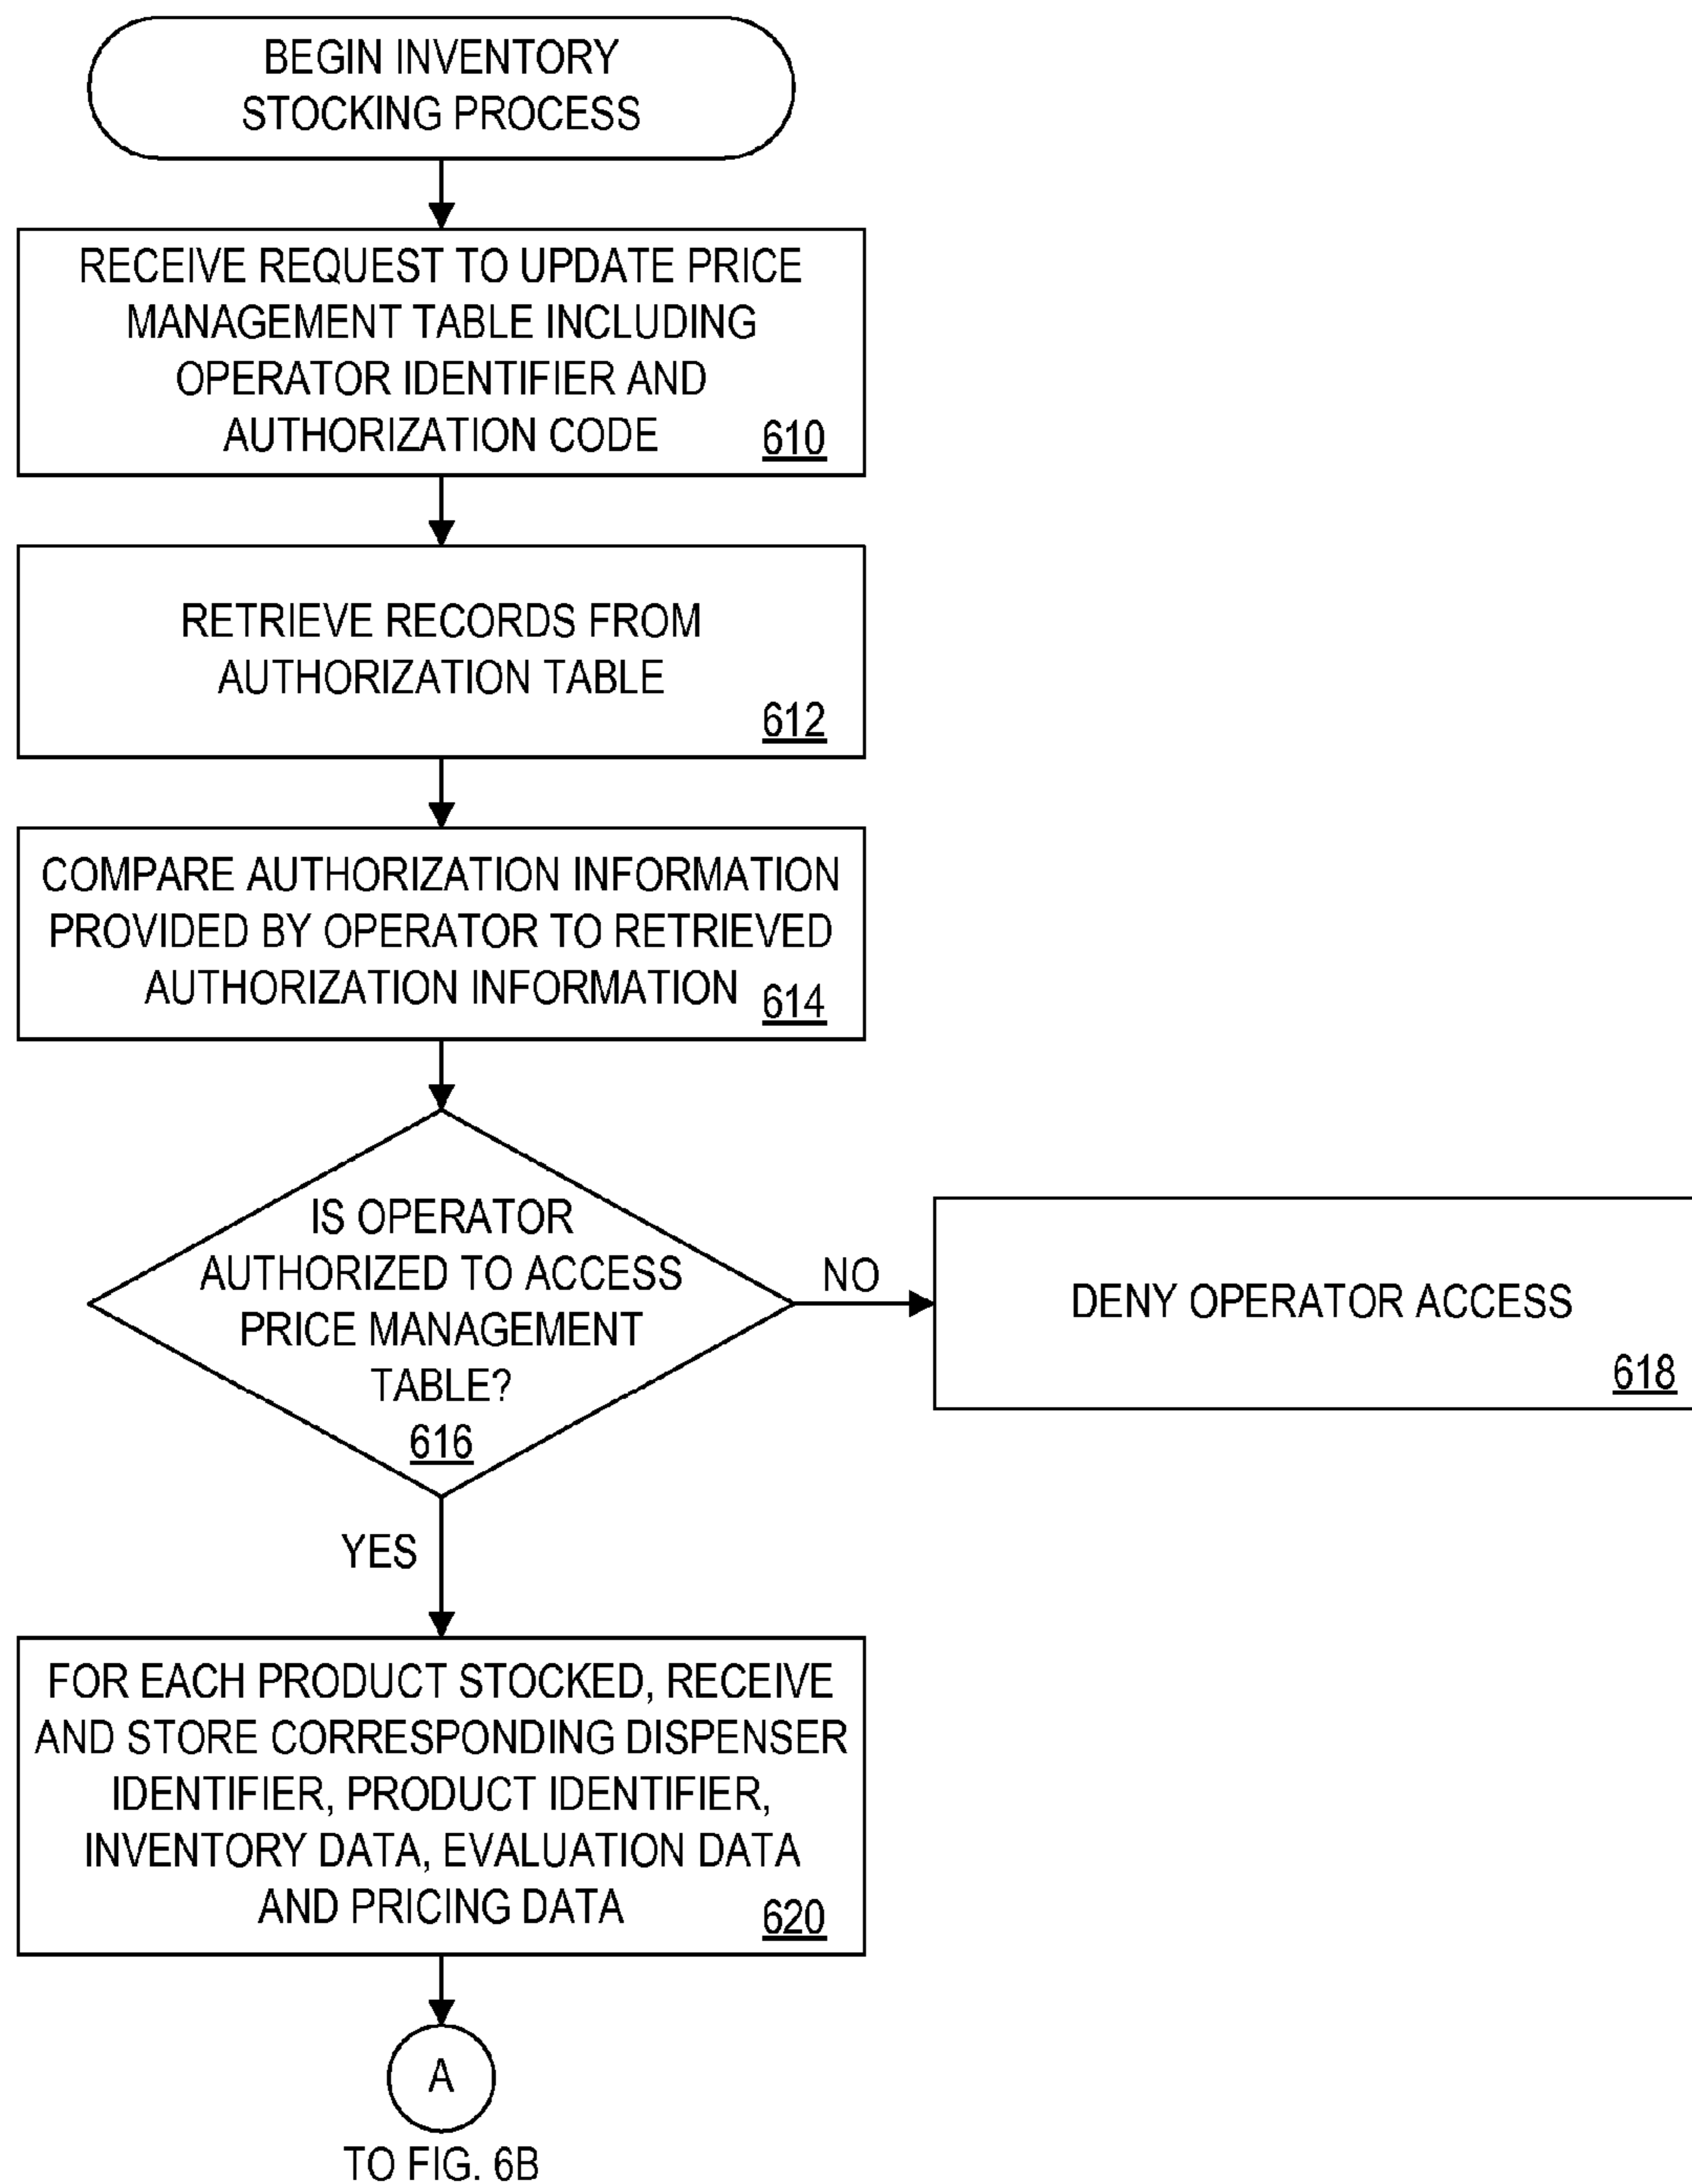 BEGIN INVENTORY
STOCKING PROCESS
RECEIVE REQUEST TO UPDATE PRICE
MANAGEMENT TABLE INCLUDING
OPERATOR IDENTIFIER AND
AUTHORIZATION CODE 610
RETRIEVE RECORDS FROM
AUTHORIZATION TABLE
612
COMPARE AUTHORIZATION INFORMATION
PROVIDED BY OPERATOR TO RETRIEVED
AUTHORIZATION INFORMATION 614
IS OPERATOR
AUTHORIZED TO ACCESS
PRICE MANAGEMENT
TABLE?
616
NO
DENY OPERATOR ACCESS
618
YES
FOR EACH PRODUCT STOCKED, RECEIVE
AND STORE CORRESPONDING DISPENSER
IDENTIFIER, PRODUCT IDENTIFIER,
INVENTORY DATA, EVALUATION DATA
AND PRICING DATA 620
A
TO FIG. 6B